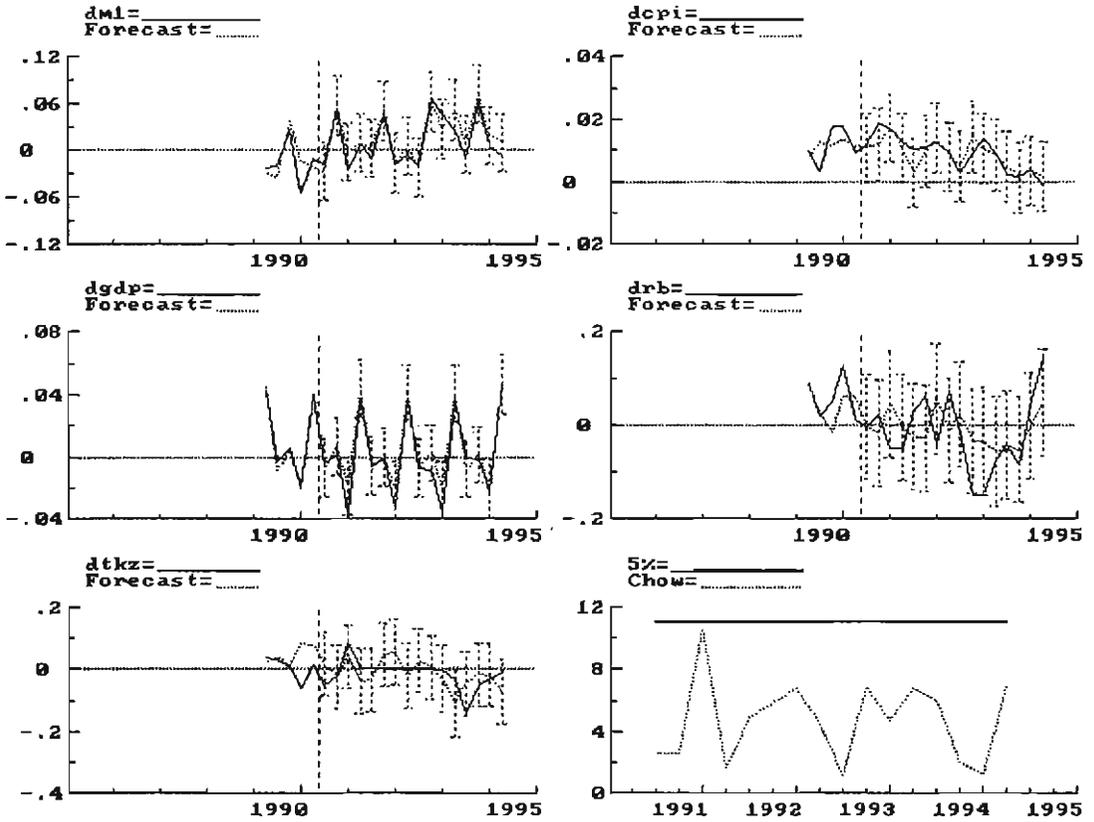 dm1=
Forecast=
.12
.06
0
-.06
-.12
1990 1995
dcpi=
Forecast=
.04
.02
0
-.02
1990 1995
dgdp=
Forecast=
.08
.04
0
-.04
1990 1995
drb=
Forecast=
.2
0
-.2
1990 1995
dtkz=
Forecast=
.2
0
-.2
-.4
1990 1995
5%=
Chow=
12
8
4
0
1991 1992 1993 1994 1995